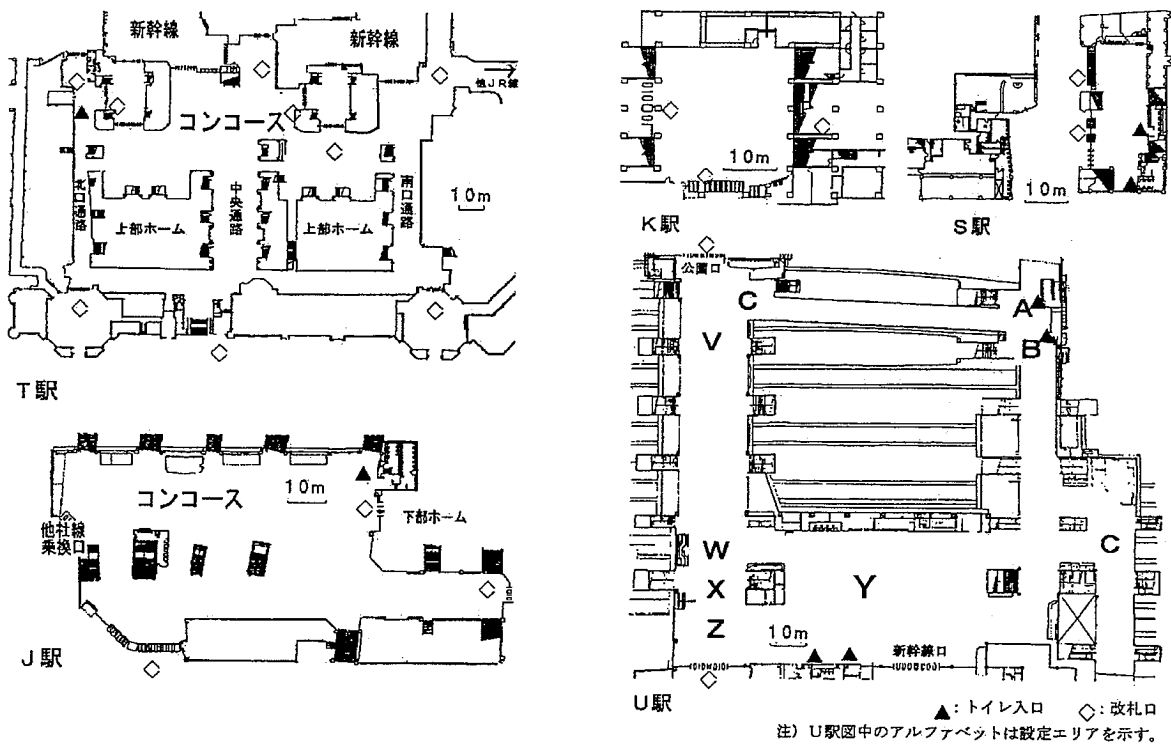 新幹線
新幹線
他JR線
コンコース
北口通路
中央通路
南口通路
上部ホーム
上部ホーム
10m
T駅
コンコース
10m
他社線
乗換口
下部ホーム
J駅
10m
K駅
10m
S駅
公園口
C
A
V
B
W
C
X
Y
Z
10m
新幹線口
U駅
▲:トイレ入口 ◇:改札口
注) U駅図中のアルファベットは設定エリアを示す。